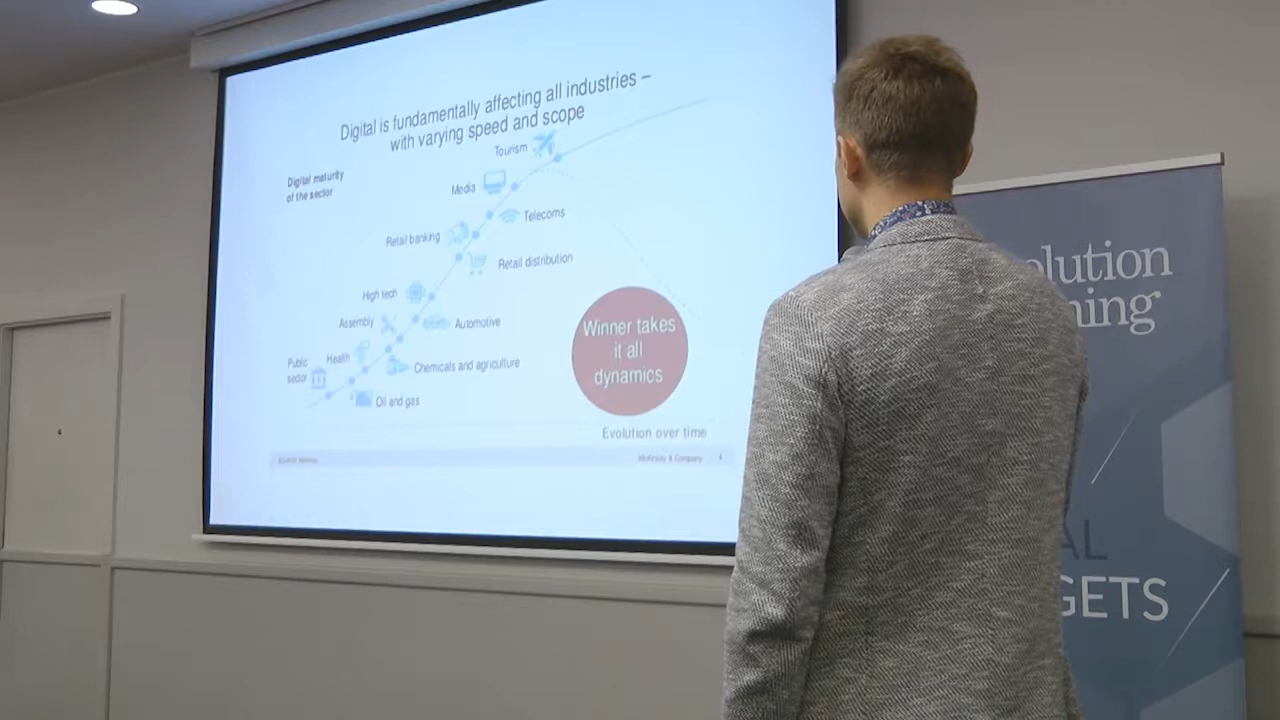 Digital is fundamentally affecting all industries –
with varying speed and scope
Digital maturity
of the sector
Tourism
Media
Telecoms
Retail banking
Retail distribution
High tech
Assembly
Automotive
Public
sector
Health
Chemicals and agriculture
Oil and gas
Winner takes
it all
dynamics
Evolution over time
McKinsey & Company
olution
ning
AL
GETS